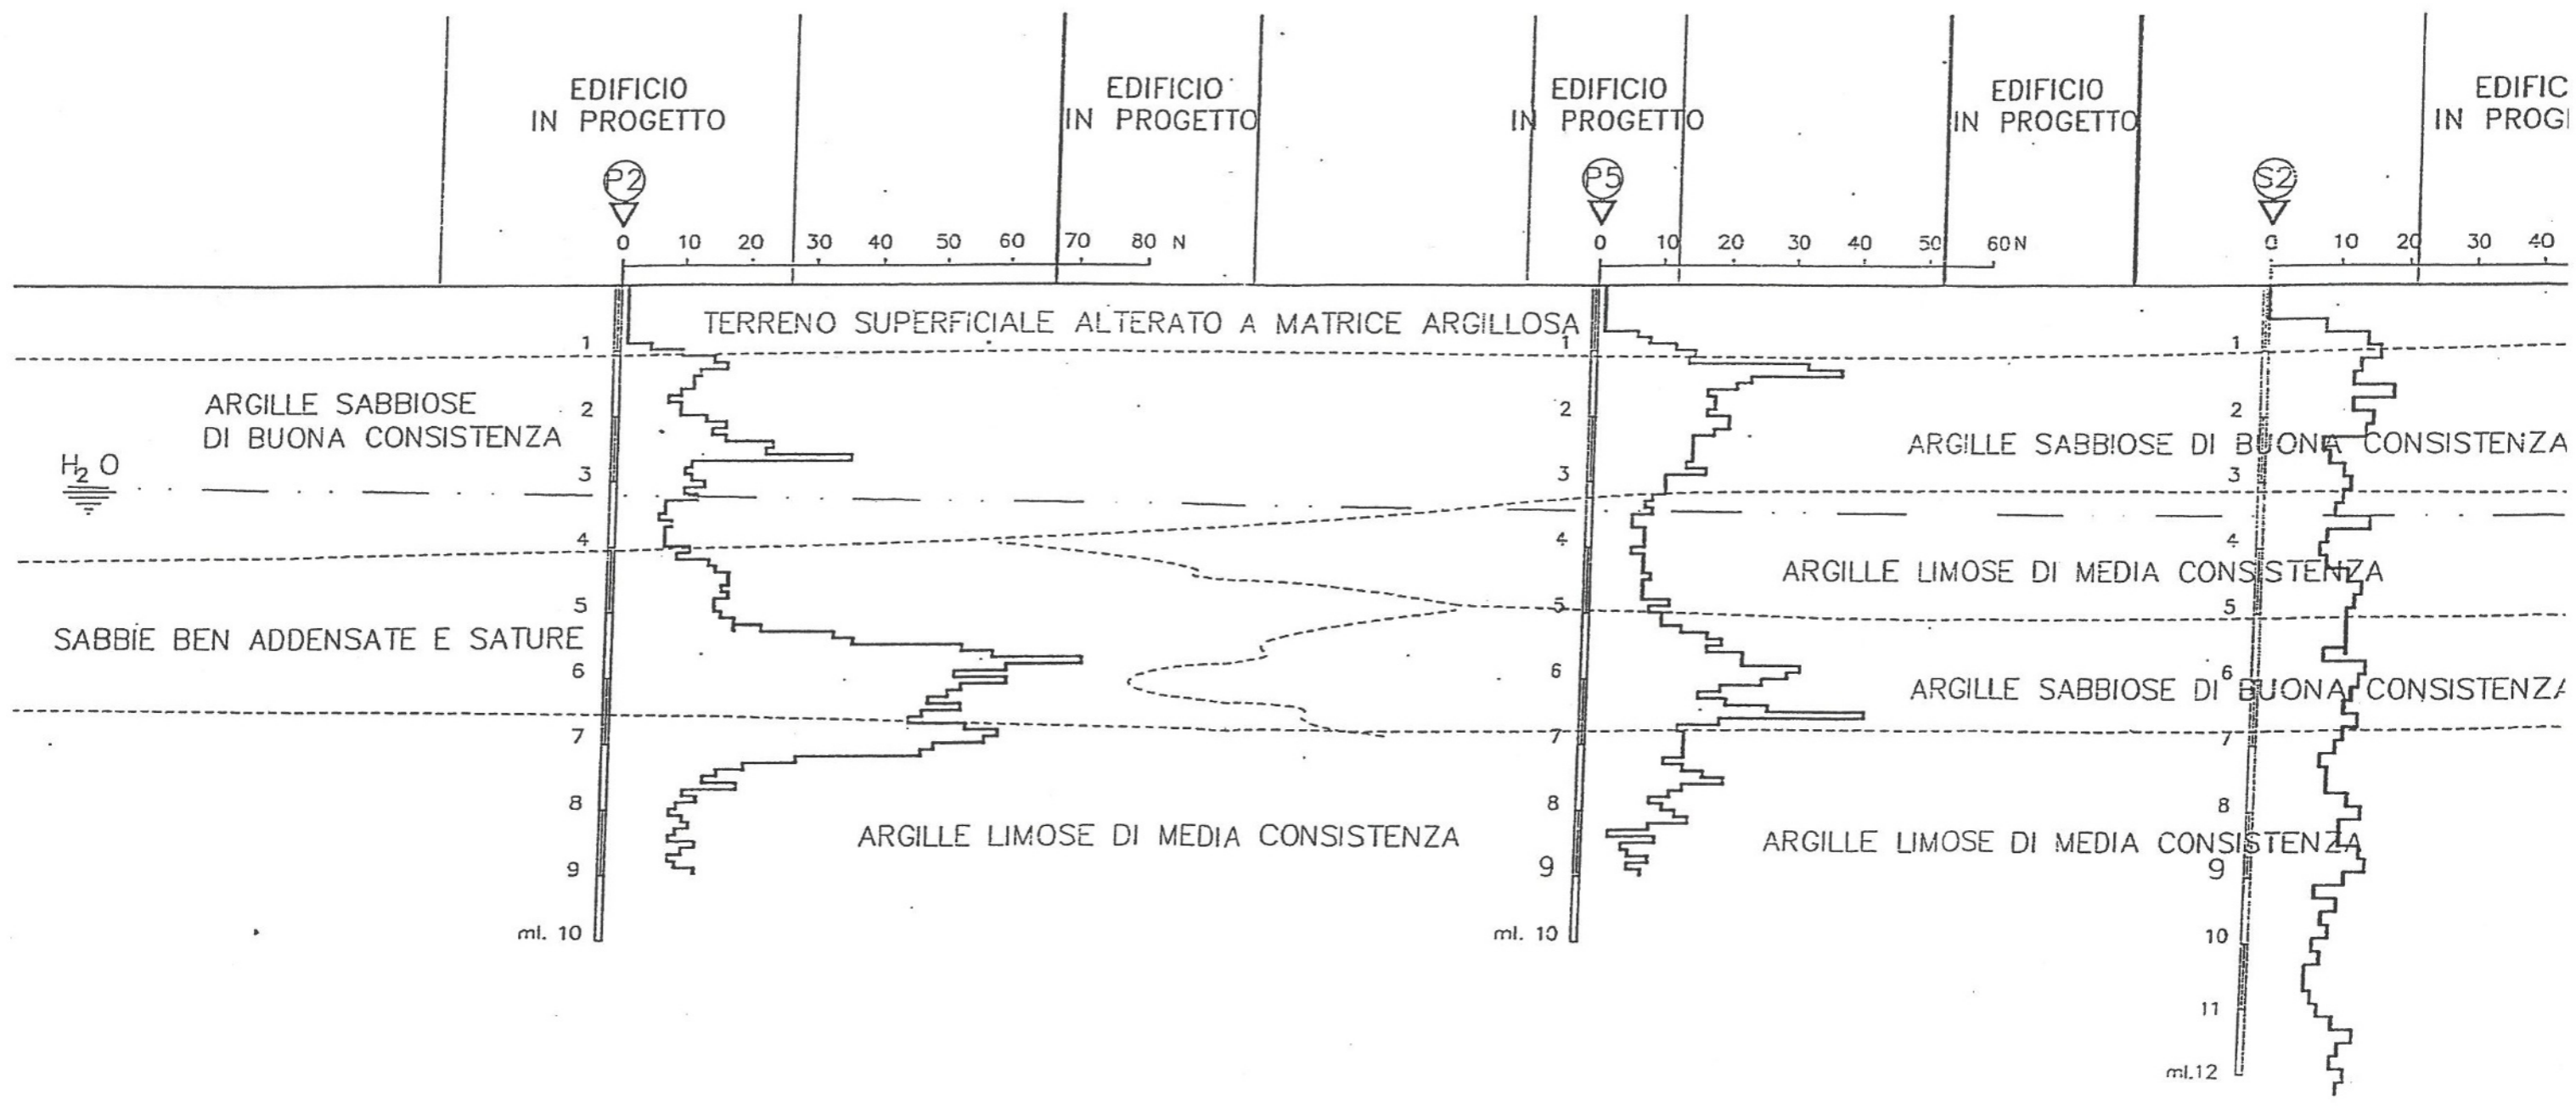 EDIFICIO
IN PROGETTO
EDIFICIO
IN PROGETTO
EDIFICIO
IN PROGETTO
EDIFICIO
IN PROGETTO
EDIFIC
IN PROG
P2
P5
S2
0 10 20 30 40 50 60 70 80 N
0 10 20 30 40 50 60 N
0 10 20 30 40
TERRENO SUPERFICIALE ALTERATO A MATRICE ARGILLOSA
ARGILLE SABBIOSE
DI BUONA CONSISTENZA
H2O
SABBIE BEN ADDENSATE E SATURE
ARGILLE LIMOSE DI MEDIA CONSISTENZA
ARGILLE SABBIOSE DI BUONA CONSISTENZA
ARGILLE LIMOSE DI MEDIA CONSISTENZA
ARGILLE SABBIOSE DI BUONA CONSISTENZA
ARGILLE LIMOSE DI MEDIA CONSISTENZA
1
2
3
4
5
6
7
8
9
ml. 10
1
2
3
4
5
6
7
8
9
ml. 10
1
2
3
4
5
6
7
8
9
10
11
ml.12